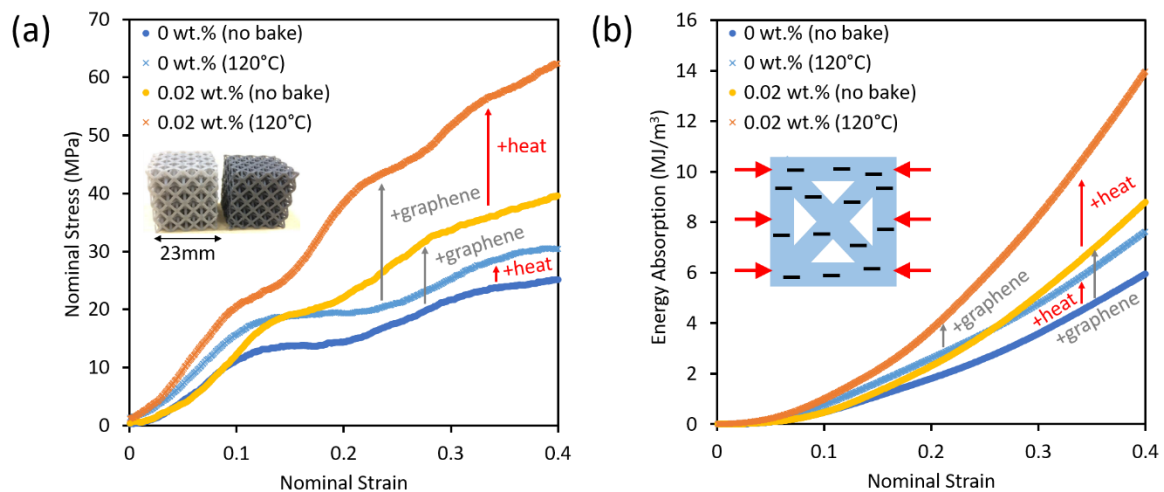 (a)
Nominal Stress (MPa)
70
60
50
40
30
20
10
0
0 wt.% (no bake)
0 wt.% (120°C)
0.02 wt.% (no bake)
0.02 wt.% (120°C)
23mm
+graphene
+graphene
+heat
+heat
0
0.1
0.2
0.3
0.4
Nominal Strain
(b)
Energy Absorption (MJ/m³)
16
14
12
10
8
6
4
2
0
0 wt.% (no bake)
0 wt.% (120°C)
0.02 wt.% (no bake)
0.02 wt.% (120°C)
+graphene
+heat
+heat
+graphene
0
0.1
0.2
0.3
0.4
Nominal Strain